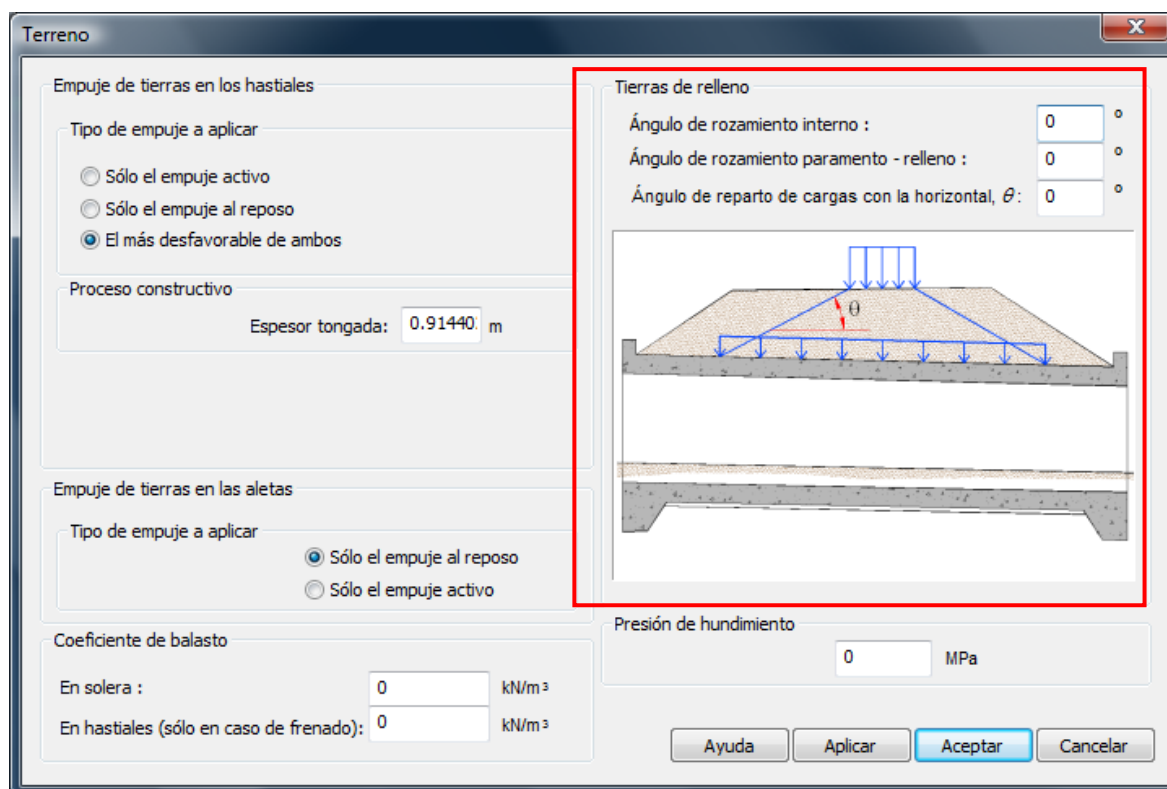 Terreno
Empuje de tierras en los hastiales
Tipo de empuje a aplicar
Sólo el empuje activo
Sólo el empuje al reposo
El más desfavorable de ambos
Proceso constructivo
Espesor tongada: 0.91440 m
Empuje de tierras en las aletas
Tipo de empuje a aplicar
Sólo el empuje al reposo
Sólo el empuje activo
Coeficiente de balasto
En solera : 0 kN/m³
En hastiales (sólo en caso de frenado): 0 kN/m³
Tierras de relleno
Ángulo de rozamiento interno : 0 º
Ángulo de rozamiento paramento - relleno : 0 º
Ángulo de reparto de cargas con la horizontal, θ: 0 º
θ
Presión de hundimiento
0 MPa
Ayuda Aplicar Aceptar Cancelar